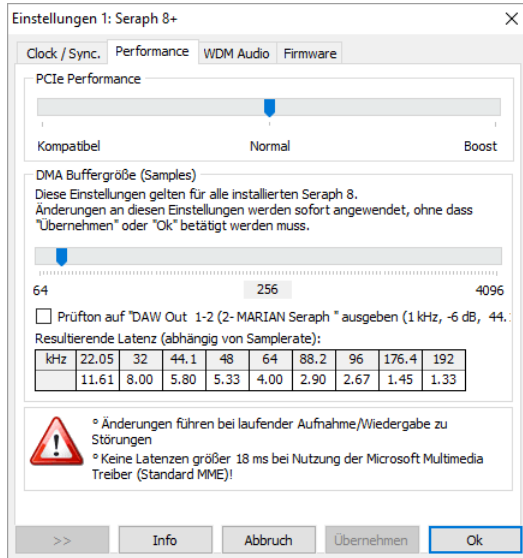 Einstellungen 1: Seraph 8+
Clock / Sync. Performance WDM Audio Firmware
PCIe Performance
Kompatibel Normal Boost
DMA Buffergröße (Samples)
Diese Einstellungen gelten für alle installierten Seraph 8.
Änderungen an diesen Einstellungen werden sofort angewendet, ohne dass
"Übernehmen" oder "Ok" betätigt werden muss.
64 256 4096
Prüfton auf "DAW Out 1-2 (2- MARIAN Seraph " ausgeben (1 kHz, -6 dB, 44.
Resultierende Latenz (abhängig von Samplerate):
kHz 22.05 32 44.1 48 64 88.2 96 176.4 192
11.61 8.00 5.80 5.33 4.00 2.90 2.67 1.45 1.33
° Änderungen führen bei laufender Aufnahme/Wiedergabe zu
Störungen
° Keine Latenzen größer 18 ms bei Nutzung der Microsoft Multimedia
Treiber (Standard MME)!
>> Info Abbruch Übernehmen Ok